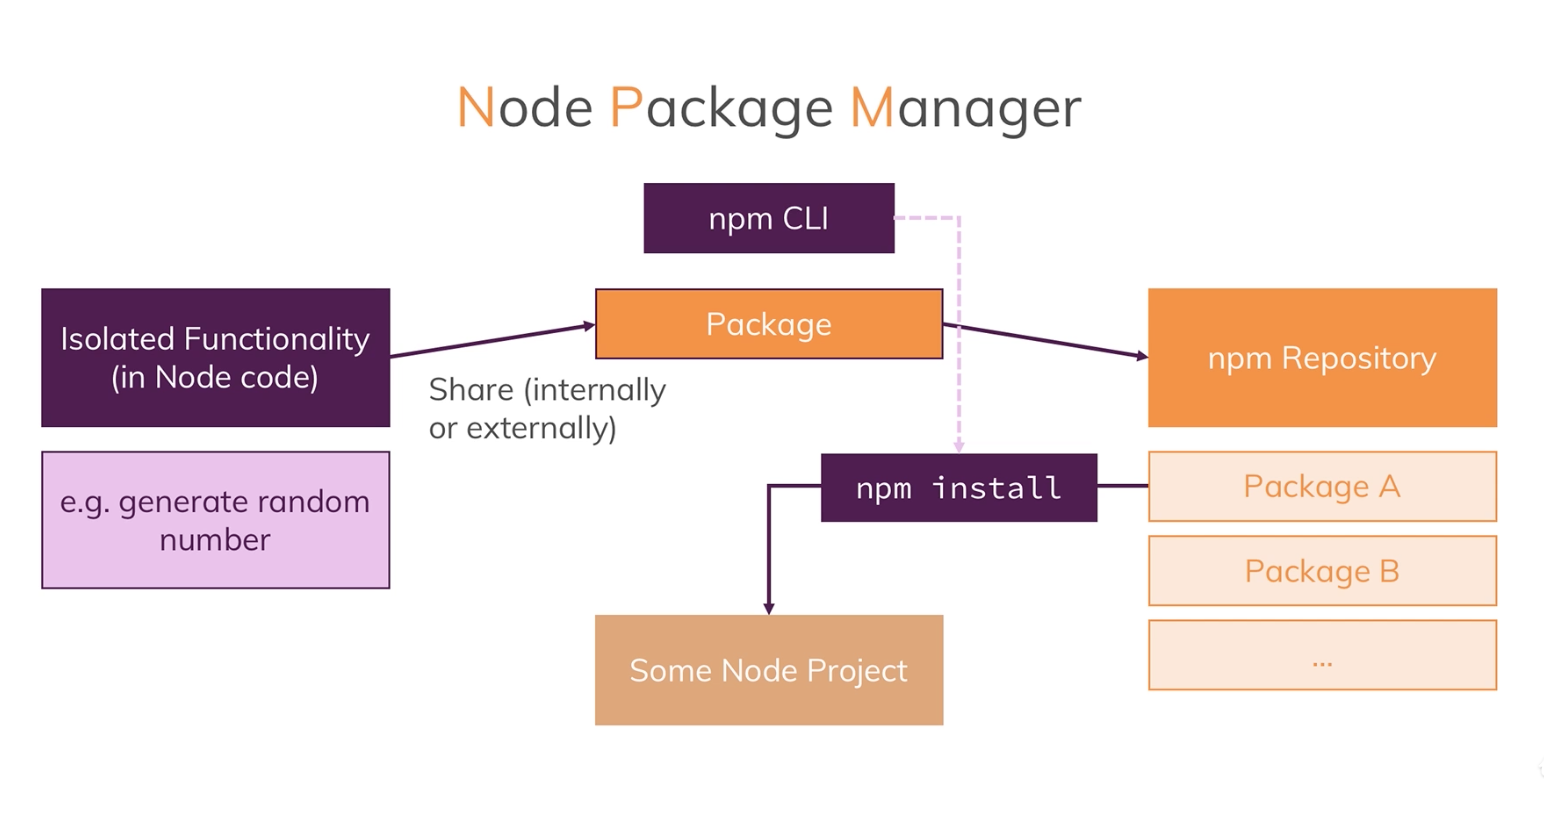 Node Package Manager
npm CLI
Isolated Functionality
(in Node code)
Package
npm Repository
Share (internally
or externally)
e.g. generate random
number
npm install
Package A
Package B
...
Some Node Project